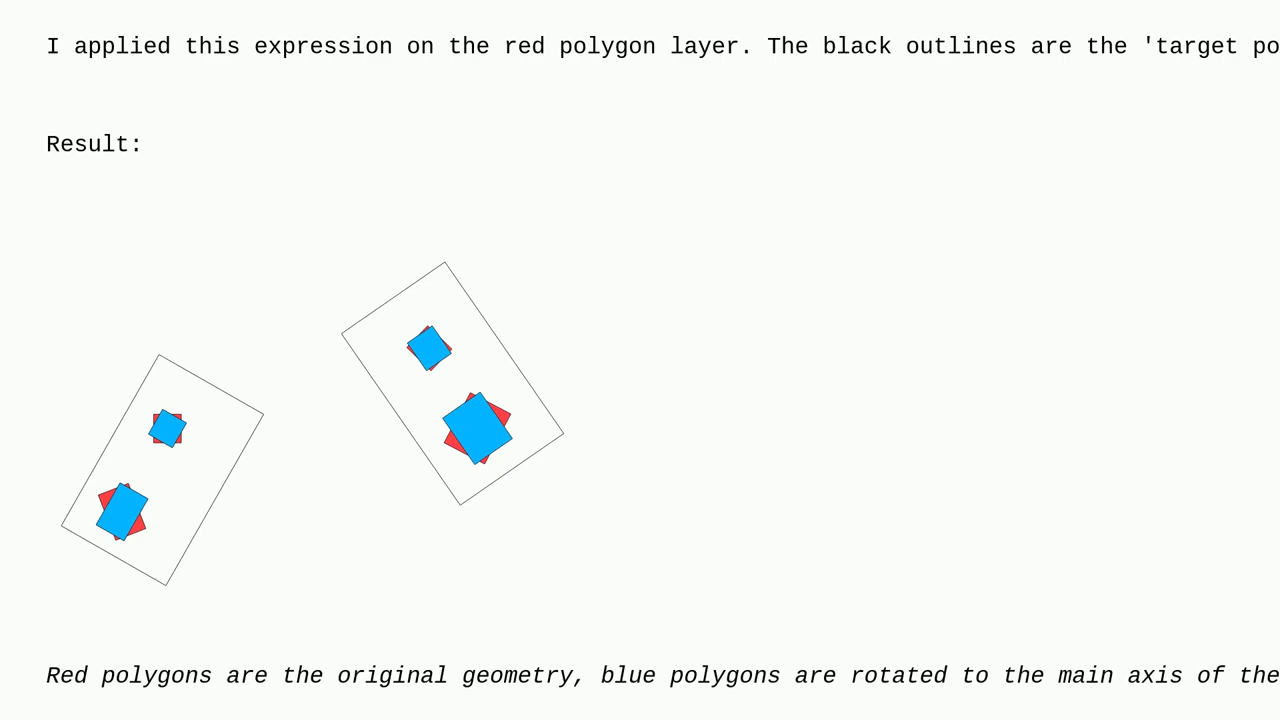 I applied this expression on the red polygon layer. The black outlines are the 'target po
Result:
Red polygons are the original geometry, blue polygons are rotated to the main axis of the